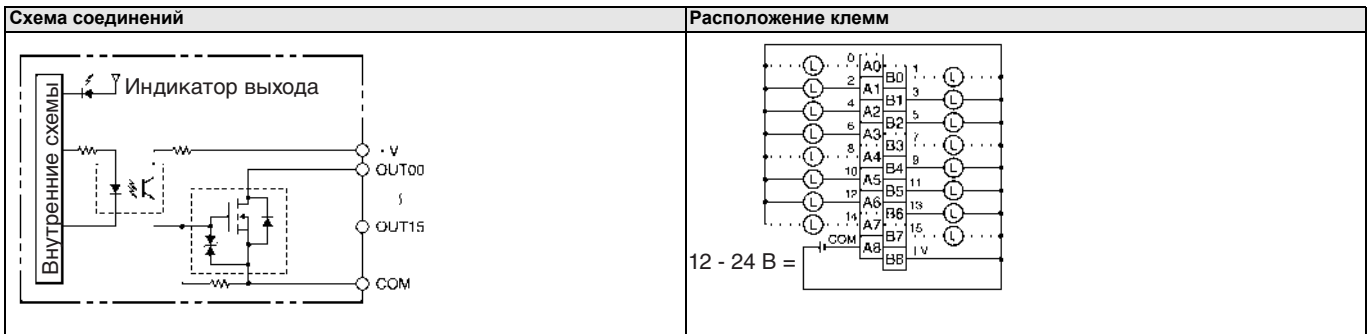 Схема соединений
Расположение клемм
Внутренние схемы
Индикатор выхода
OUT00
OUT15
COM
0 A0 1
B0
2 A1 3
B1
4 A2 5
B2
6 A3 7
B3
8 A4 9
B4
10 A5 11
B5
12 A6 13
B6
14 A7 15
B7
COM A8
B8
L L L L L L L L
L L L L L L L L
12 - 24 В =